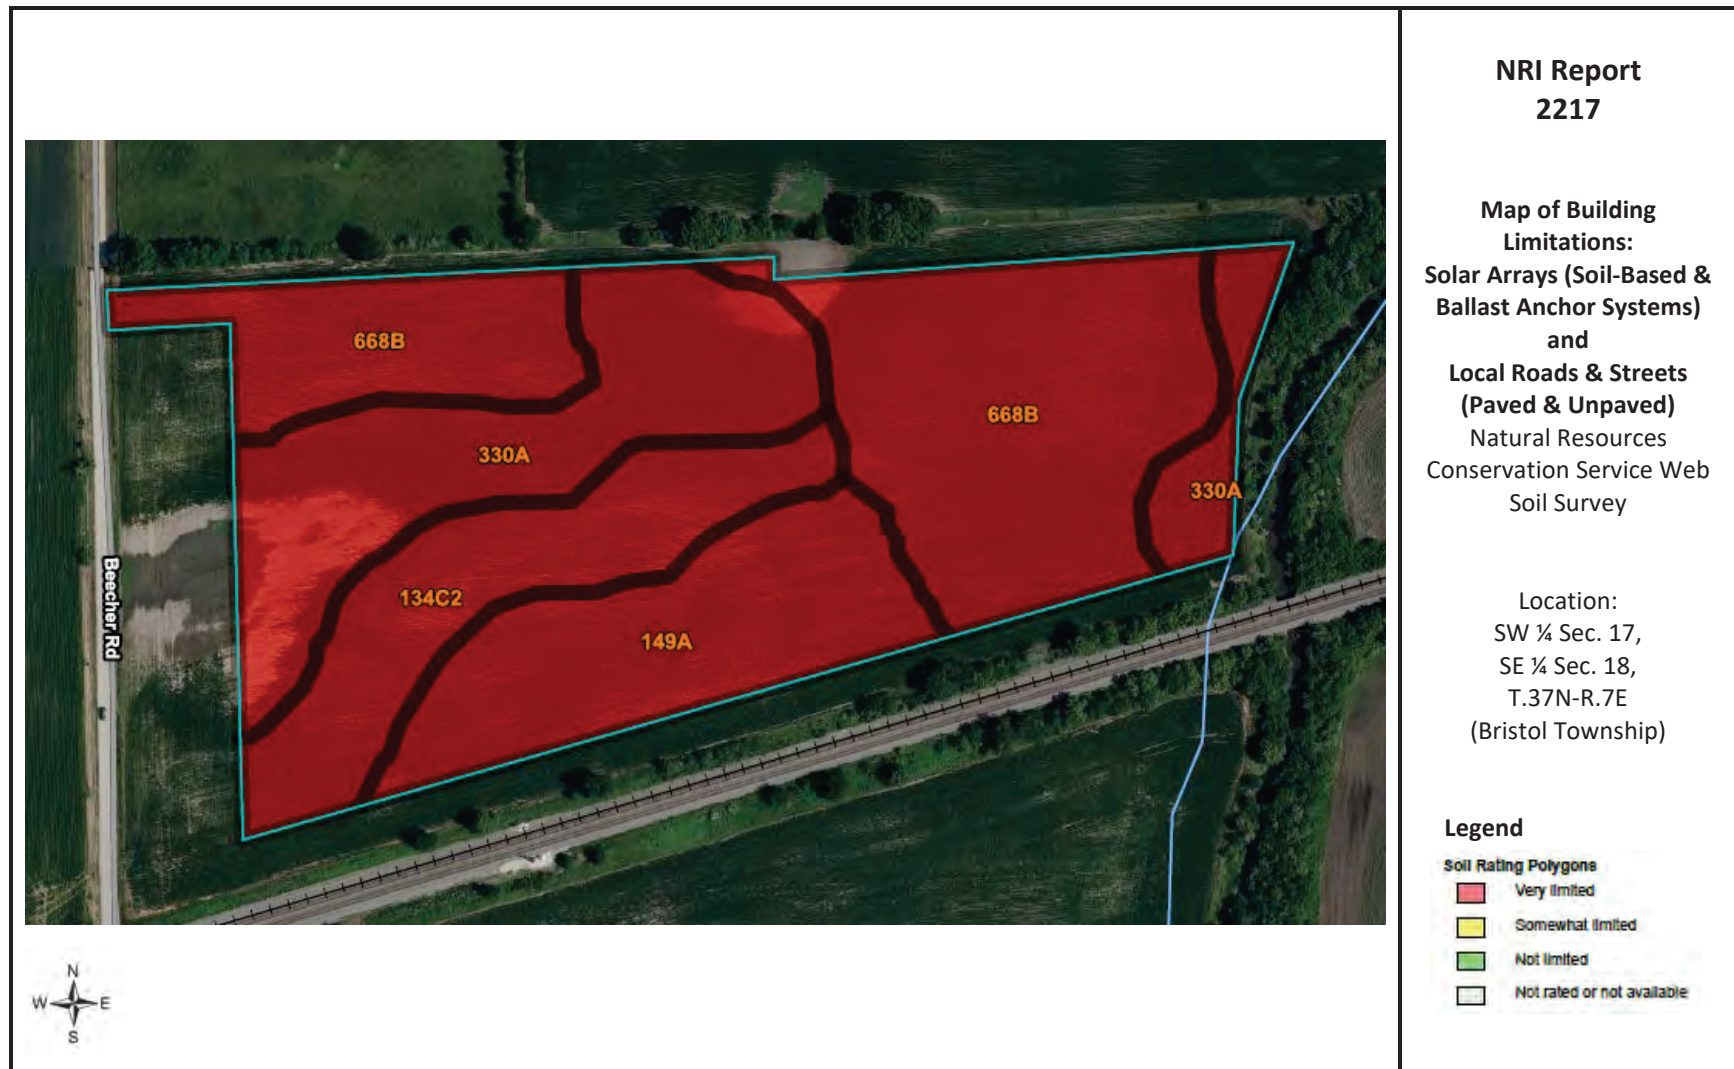 NRI Report
2217
Map of Building
Limitations:
Solar Arrays (Soil-Based &
Ballast Anchor Systems)
and
Local Roads & Streets
(Paved & Unpaved)
Natural Resources
Conservation Service Web
Soil Survey
Location:
SW ¼ Sec. 17,
SE ¼ Sec. 18,
T.37N-R.7E
(Bristol Township)
Legend
Soil Rating Polygons
Very limited
Somewhat limited
Not limited
Not rated or not available
668B
330A
668B
330A
134C2
149A
Beecher Rd
N
W E
S